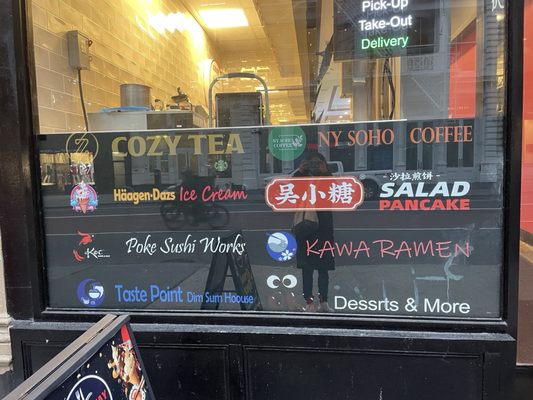 Pick-Up
Take-Out
Delivery
COZY TEA
NY SOHO COFFEE
Häagen-Dazs Ice Cream
吴小糖
沙拉煎饼
SALAD
PANCAKE
Poke Sushi Works
KAWA RAMEN
Taste Point Dim Sum Hoouse
Dessrts & More